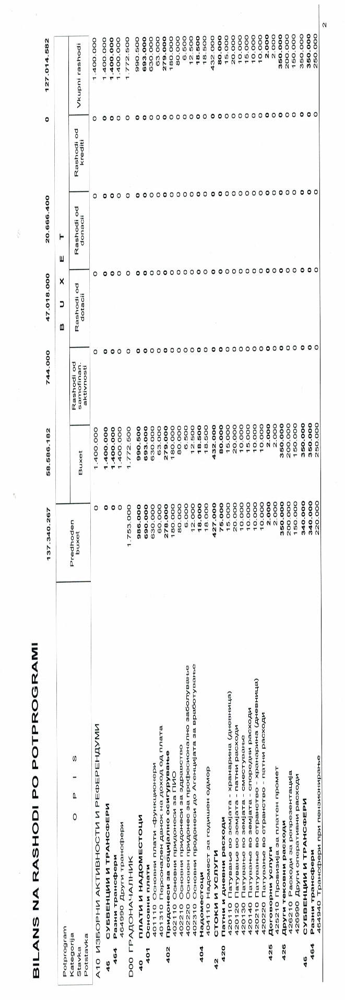 BILANS NA RASHODI PO POTPROGRAMI
137.340.267 58.586.182 744.000 47.018.000 20.666.400 0 127.014.582
Potprogram
Kategorija
Stavka
Potstavka
O P I S
Predhoden
buxet
B U X E T
Buxet
Rashodi od
samofinan.
aktivnosti
Rashodi od
dotacii
Rashodi od
donacii
Rashodi od
krediti
Vkupni rashodi
A10 ИЗБОРНИ АКТИВНОСТИ И РЕФЕРЕНДУМИ 0 1.400.000 0 0 0 0 1.400.000
46 СУБВЕНЦИИ И ТРАНСФЕРИ 0 1.400.000 0 0 0 0 1.400.000
464 Разни трансфери 0 1.400.000 0 0 0 0 1.400.000
464990 Други трансфери 0 1.400.000 0 0 0 0 1.400.000
D00 ГРАДОНАЧАЛНИК 1.753.000 1.772.500 0 0 0 0 1.772.500
40 ПЛАТИ И НАДОМЕСТОЦИ 986.000 990.500 0 0 0 0 990.500
401 Основни плати 690.000 693.000 0 0 0 0 693.000
401110 Основни плати -функционери 630.000 630.000 0 0 0 0 630.000
401310 Персонален данок на доход од плата 60.000 63.000 0 0 0 0 63.000
402 Придонеси за социјално осигурување 278.000 279.000 0 0 0 0 279.000
402110 Основни придонеси за ПИО 180.000 180.000 0 0 0 0 180.000
402210 Основни придонеси за здравство 80.000 80.000 0 0 0 0 80.000
402220 Основен придонес за професионално заболување 6.000 6.500 0 0 0 0 6.500
402310 Основни продонеси до Агенцијата за вработување 12.000 12.500 0 0 0 0 12.500
404 Надоместоци 18.000 18.500 0 0 0 0 18.500
404110 Надомест за годишен одмор 18.000 18.500 0 0 0 0 18.500
42 СТОКИ И УСЛУГИ 427.000 432.000 0 0 0 0 432.000
420 Патни и дневни расходи 75.000 80.000 0 0 0 0 80.000
420110 Патување во земјата - хранарина (дневница) 15.000 15.000 0 0 0 0 15.000
420120 Патување во земјата - патни расходи 20.000 20.000 0 0 0 0 20.000
420130 Патување во земјата - сместување 10.000 10.000 0 0 0 0 10.000
420140 Патување во земјата - споредни расходи 10.000 15.000 0 0 0 0 15.000
420210 Патување во странство - хранарина (дневница) 10.000 10.000 0 0 0 0 10.000
420220 Патување во странство - патни расходи 10.000 10.000 0 0 0 0 10.000
425 Договорни услуги 2.000 2.000 0 0 0 0 2.000
425210 Провизија за платен промет 2.000 2.000 0 0 0 0 2.000
426 Други тековни расходи 350.000 350.000 0 0 0 0 350.000
426210 Расходи за репрезентација 200.000 200.000 0 0 0 0 200.000
426990 Други оперативни расходи 150.000 150.000 0 0 0 0 150.000
46 СУБВЕНЦИИ И ТРАНСФЕРИ 340.000 350.000 0 0 0 0 350.000
464 Разни трансфери 340.000 350.000 0 0 0 0 350.000
464940 Трансфери при пензионирање 220.000 250.000 0 0 0 0 250.000
2